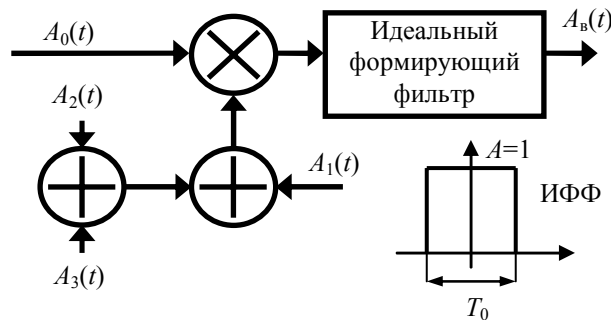 A₀(t)
Идеальный
формирующий
фильтр
Aв(t)
A₂(t)
A₁(t)
A₃(t)
A=1
ИФФ
T₀